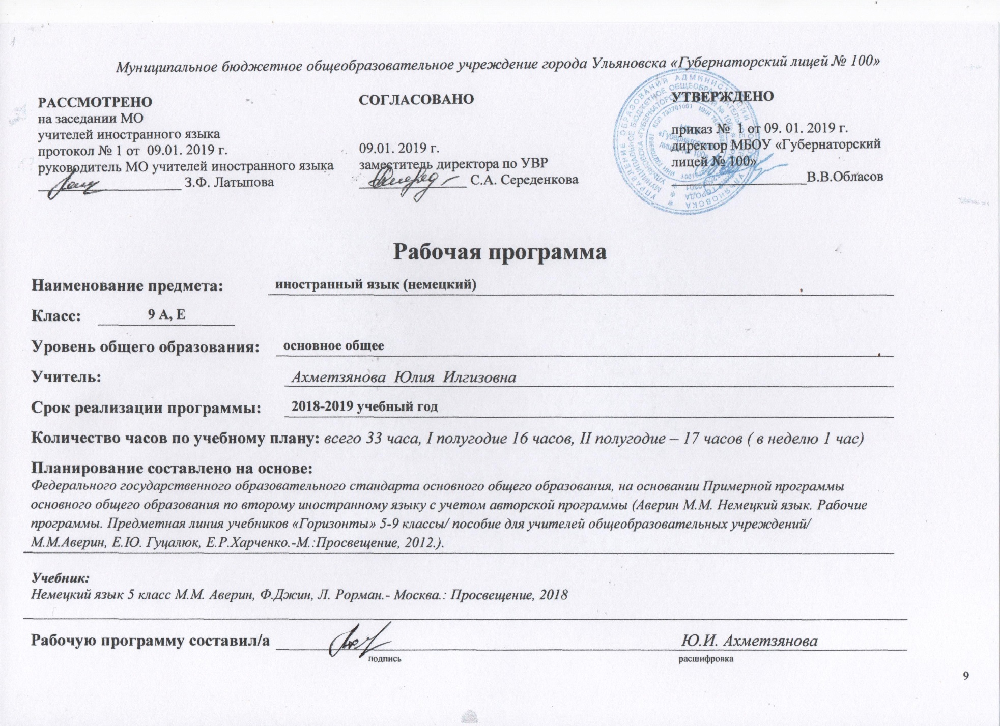 Муниципальное бюджетное общеобразовательное учреждение города Ульяновска «Губернаторский лицей № 100»
РАССМОТРЕНО
на заседании МО
учителей иностранного языка
протокол № 1 от 09.01. 2019 г.
руководитель МО учителей иностранного языка
З.Ф. Латыпова
СОГЛАСОВАНО
09.01. 2019 г.
заместитель директора по УВР
С.А. Середенкова
УТВЕРЖДЕНО
приказ № 1 от 09. 01. 2019 г.
директор МБОУ «Губернаторский
лицей № 100»
В.В.Обласов
УПРАВЛЕНИЕ ОБРАЗОВАНИЯ АДМИНИСТРАЦИИ ГОРОДА УЛЬЯНОВСКА
Рабочая программа
Наименование предмета: иностранный язык (немецкий)
Класс: 9 А, Е
Уровень общего образования: основное общее
Учитель: Ахметзянова Юлия Илгизовна
Срок реализации программы: 2018-2019 учебный год
Количество часов по учебному плану: всего 33 часа, I полугодие 16 часов, II полугодие – 17 часов ( в неделю 1 час)
Планирование составлено на основе:
Федерального государственного образовательного стандарта основного общего образования, на основании Примерной программы
основного общего образования по второму иностранному языку с учетом авторской программы (Аверин М.М. Немецкий язык. Рабочие
программы. Предметная линия учебников «Горизонты» 5-9 классы/ пособие для учителей общеобразовательных учреждений/
М.М.Аверин, Е.Ю. Гуцалюк, Е.Р.Харченко.-М.:Просвещение, 2012.).
Учебник:
Немецкий язык 5 класс М.М. Аверин, Ф.Джин, Л. Рорман.- Москва.: Просвещение, 2018
Рабочую программу составил/а Ю.И. Ахметзянова
подпись расшифровка
9